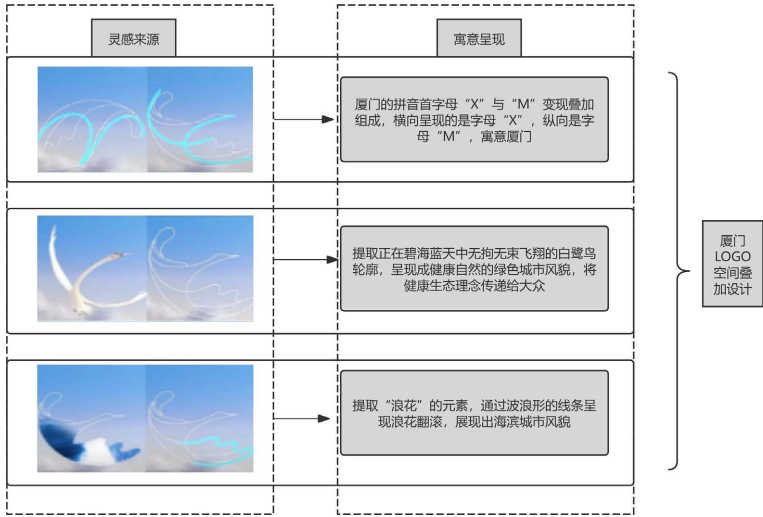 灵感来源
寓意呈现
厦门的拼音首字母“X”与“M”变现叠加
组成，横向呈现的是字母“X”，纵向是字
母“M”，寓意厦门
提取正在碧海蓝天中无拘无束飞翔的白鹭鸟
轮廓，呈现成健康自然的绿色城市风貌，将
健康生态理念传递给大众
提取“浪花”的元素，通过波浪形的线条呈
现浪花翻滚，展现出海滨城市风貌
厦门
LOGO
空间叠
加设计